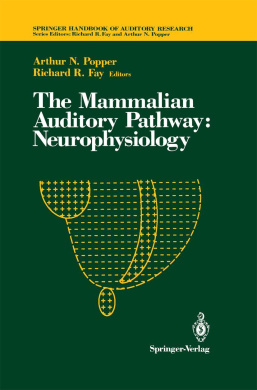 SPRINGER HANDBOOK OF AUDITORY RESEARCH
Series Editors: Richard R. Fay and Arthur N. Popper
Arthur N. Popper
Richard R. Fay Editors
The Mammalian
Auditory Pathway:
Neurophysiology
Springer-Verlag